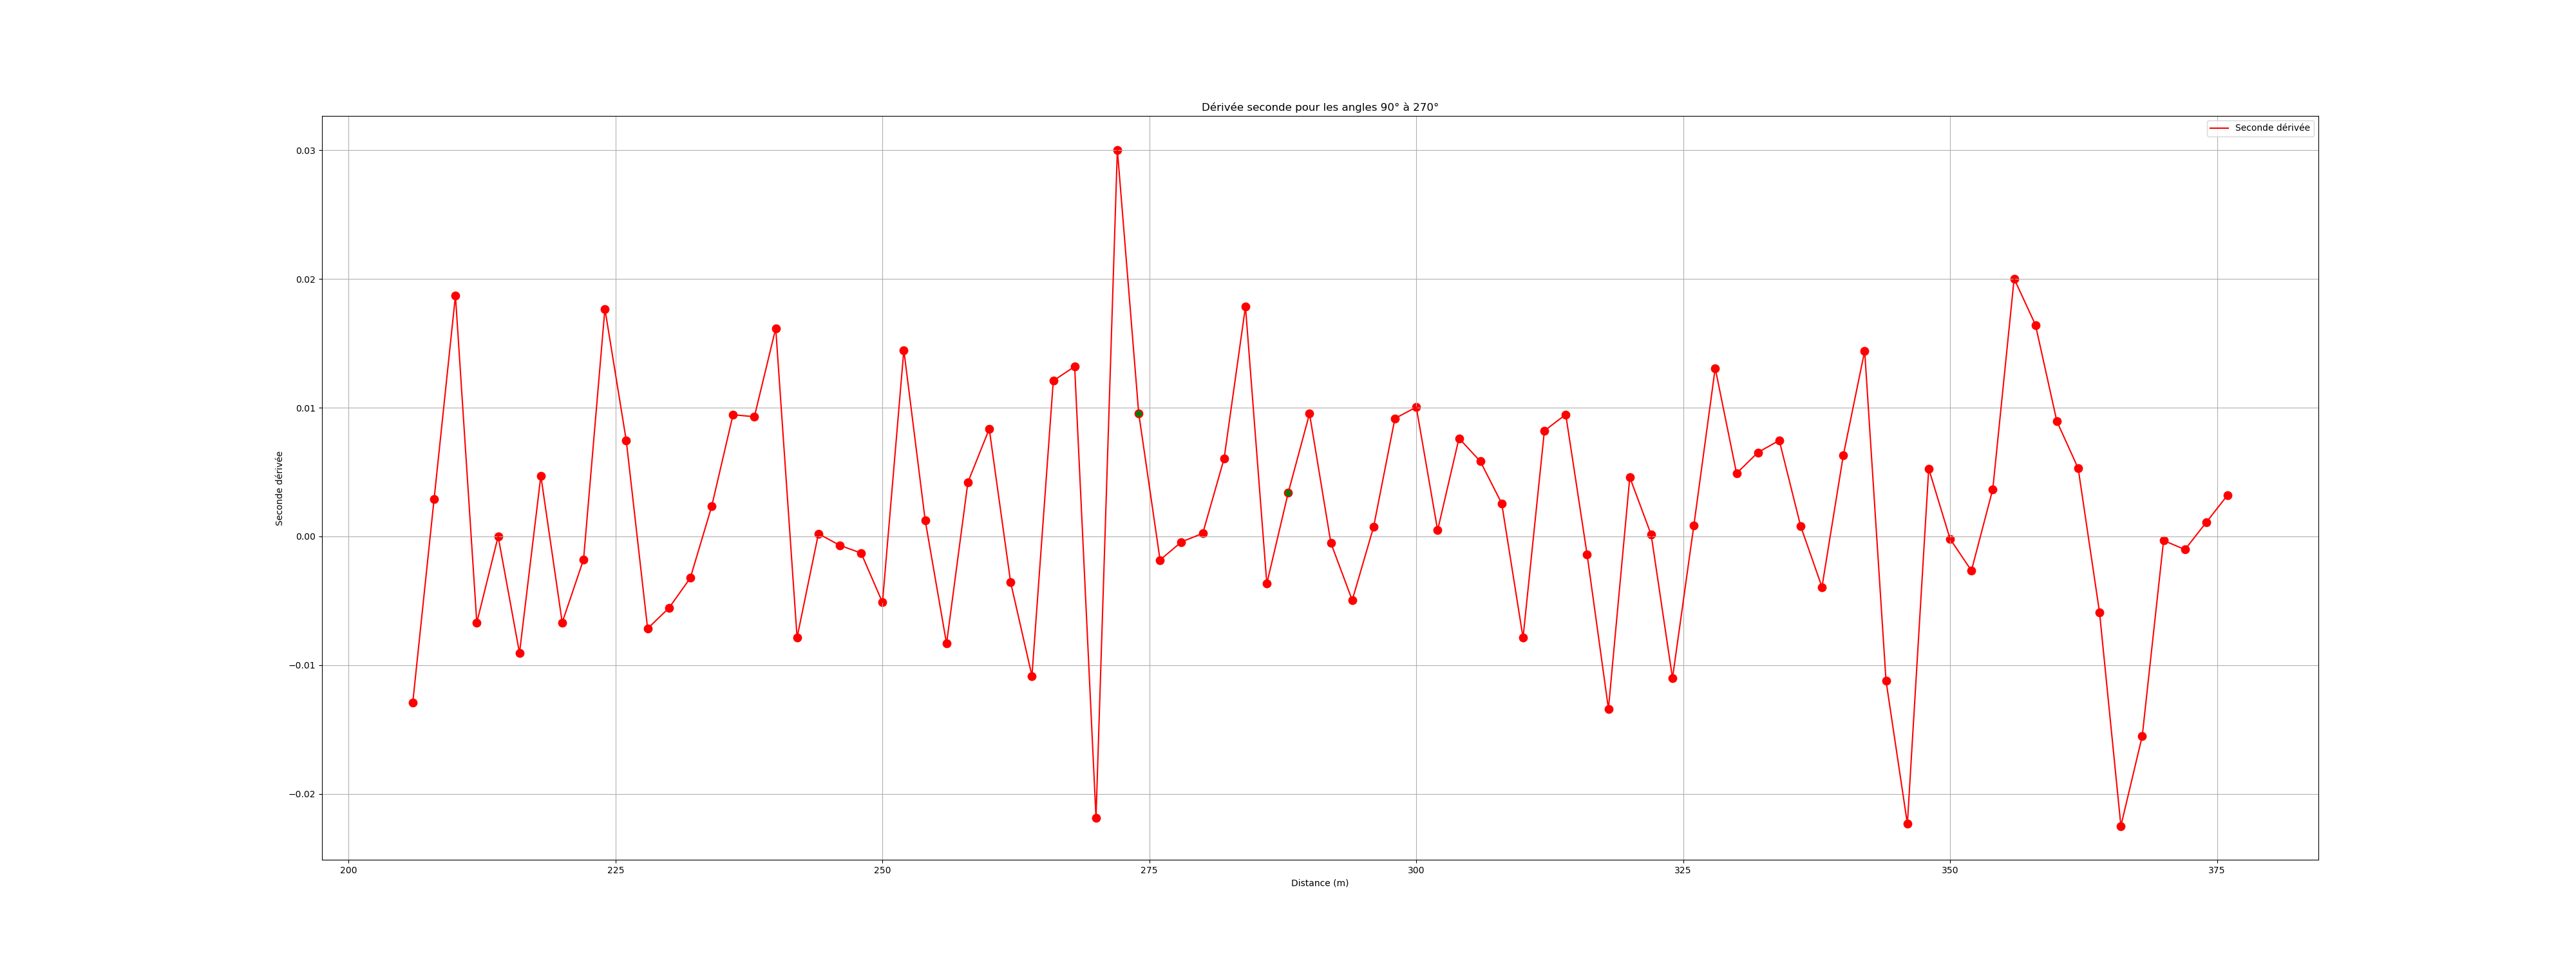 Dérivée seconde pour les angles 90° à 270°
Seconde dérivée
0.03
0.02
0.01
0.00
−0.01
−0.02
Seconde dérivée
200 225 250 275 300 325 350 375
Distance (m)